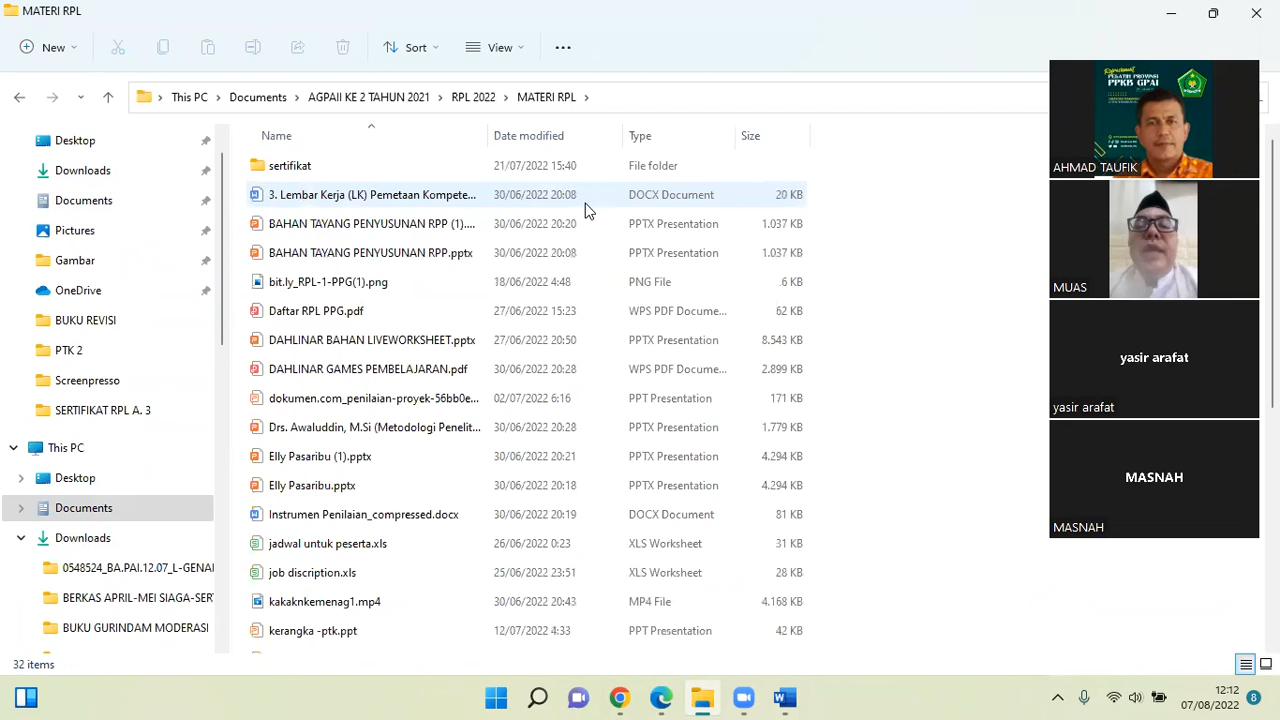 MATERI RPL
New
Sort
View
This PC
Documents
AGPAII KE 2 TAHUN 2021
RPL 2022
MATERI RPL
Name
Date modified
Type
Size
sertifikat
21/07/2022 15:40
File folder
3. Lembar Kerja (LK) Pemetaan Kompete...
30/06/2022 20:08
DOCX Document
20 KB
BAHAN TAYANG PENYUSUNAN RPP (1)....
30/06/2022 20:20
PPTX Presentation
1.037 KB
BAHAN TAYANG PENYUSUNAN RPP.pptx
30/06/2022 20:08
PPTX Presentation
1.037 KB
bit.ly_RPL-1-PPG(1).png
18/06/2022 4:48
PNG File
6 KB
Daftar RPL PPG.pdf
27/06/2022 15:23
WPS PDF Docume...
62 KB
DAHLINAR BAHAN LIVEWORKSHEET.pptx
27/06/2022 20:50
PPTX Presentation
8.543 KB
DAHLINAR GAMES PEMBELAJARAN.pdf
30/06/2022 20:28
WPS PDF Docume...
2.899 KB
dokumen.com_penilaian-proyek-56bb0e...
02/07/2022 6:16
PPT Presentation
171 KB
Drs. Awaluddin, M.Si (Metodologi Penelit...
30/06/2022 20:28
PPTX Presentation
1.779 KB
Elly Pasaribu (1).pptx
30/06/2022 20:21
PPTX Presentation
4.294 KB
Elly Pasaribu.pptx
30/06/2022 20:18
PPTX Presentation
4.294 KB
Instrumen Penilaian_compressed.docx
30/06/2022 20:19
DOCX Document
81 KB
jadwal untuk peserta.xls
26/06/2022 0:23
XLS Worksheet
31 KB
job discription.xls
25/06/2022 23:51
XLS Worksheet
28 KB
kakaknkemenag1.mp4
30/06/2022 20:43
MP4 File
4.168 KB
kerangka -ptk.ppt
12/07/2022 4:33
PPT Presentation
42 KB
Desktop
Downloads
Documents
Pictures
Gambar
OneDrive
BUKU REVISI
PTK 2
Screenpresso
SERTIFIKAT RPL A. 3
This PC
Desktop
Documents
Downloads
0548524_BA.PAI.12.07_L-GENAI
BERKAS APRIL-MEI SIAGA-SER
BUKU GURINDAM MODERASI
32 items
PELATIH PROVINSI
PPKB GPAI
AHMAD TAUFIK
MUAS
yasir arafat
yasir arafat
MASNAH
MASNAH
12:12
07/08/2022
8